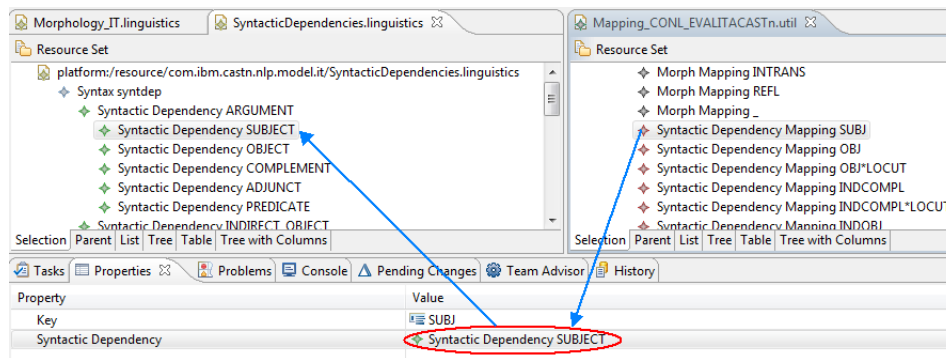 Morphology_IT.linguistics
SyntacticDependencies.linguistics
Resource Set
platform:/resource/com.ibm.castn.nlp.model.it/SyntacticDependencies.linguistics
Syntax syntdep
Syntactic Dependency ARGUMENT
Syntactic Dependency SUBJECT
Syntactic Dependency OBJECT
Syntactic Dependency COMPLEMENT
Syntactic Dependency ADJUNCT
Syntactic Dependency PREDICATE
Syntactic Dependency INDIRECT OBJECT
Selection Parent List Tree Table Tree with Columns
Mapping_CONL_EVALITACASTn.util
Resource Set
Morph Mapping INTRANS
Morph Mapping REFL
Morph Mapping _
Syntactic Dependency Mapping SUBJ
Syntactic Dependency Mapping OBJ
Syntactic Dependency Mapping OBJ*LOCUT
Syntactic Dependency Mapping INDCOMPL
Syntactic Dependency Mapping INDCOMPL*LOCUT
Syntactic Dependency Mapping INDOBJ
Selection Parent List Tree Table Tree with Columns
Tasks Properties Problems Console Pending Changes Team Advisor History
Property Value
Key SUBJ
Syntactic Dependency Syntactic Dependency SUBJECT